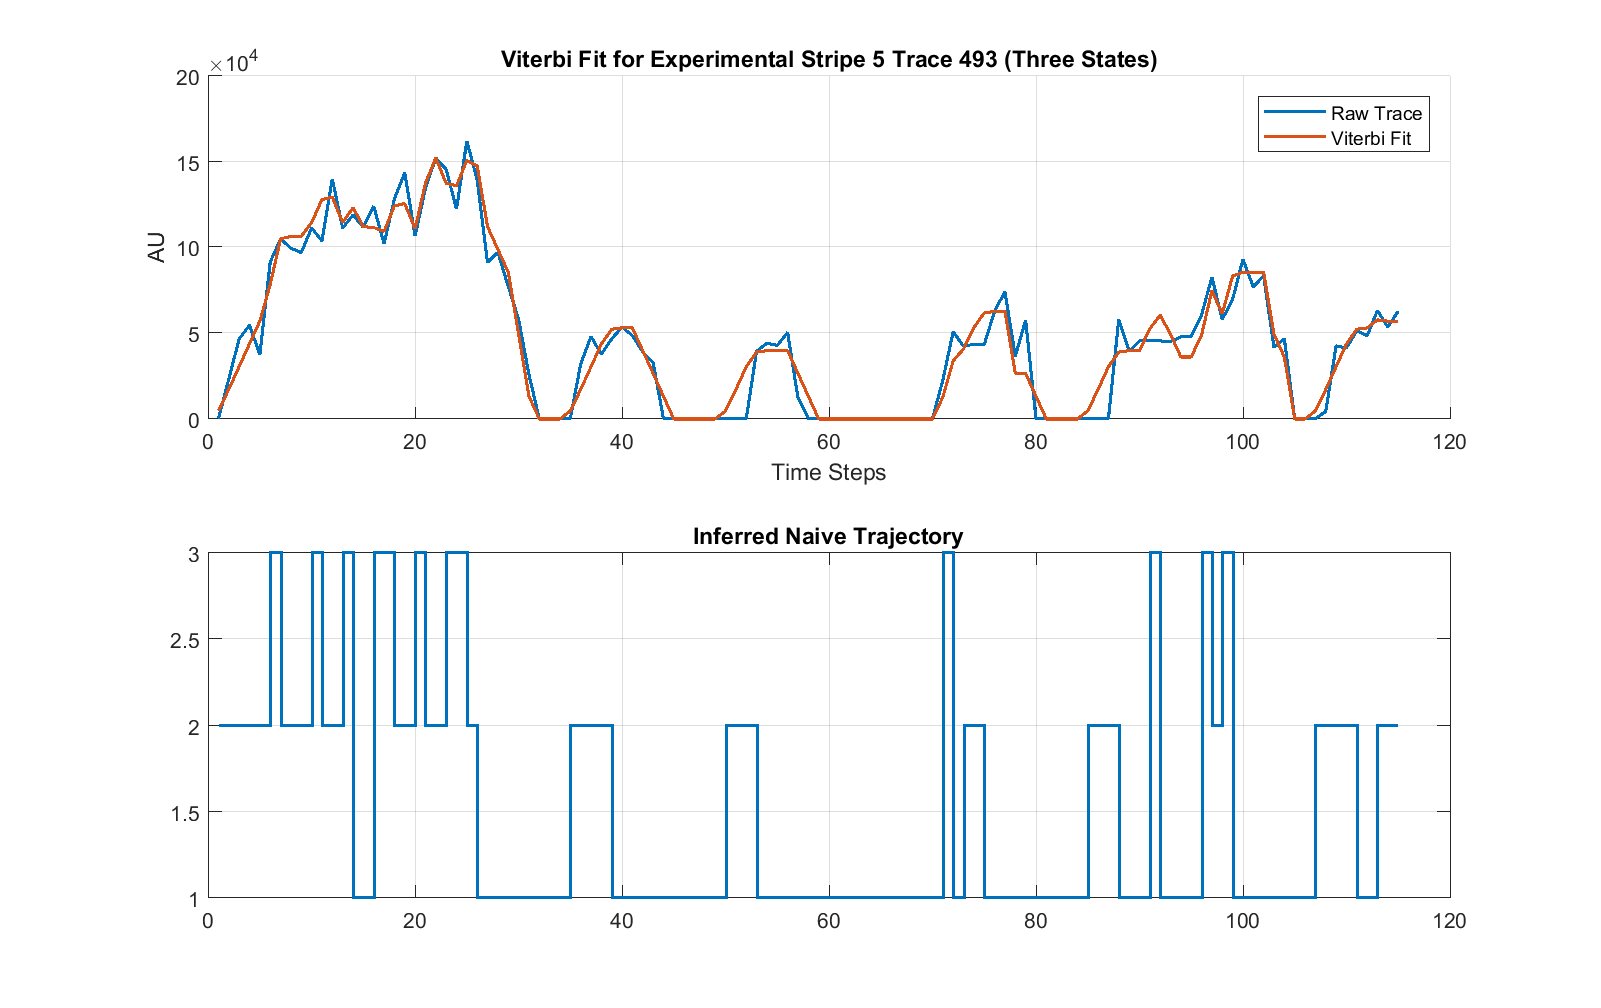 Viterbi Fit for Experimental Stripe 5 Trace 493 (Three States)
×10⁴
20
15
10
5
0
AU
Raw Trace
Viterbi Fit
0 20 40 60 80 100 120
Time Steps
Inferred Naive Trajectory
3
2.5
2
1.5
1
0 20 40 60 80 100 120